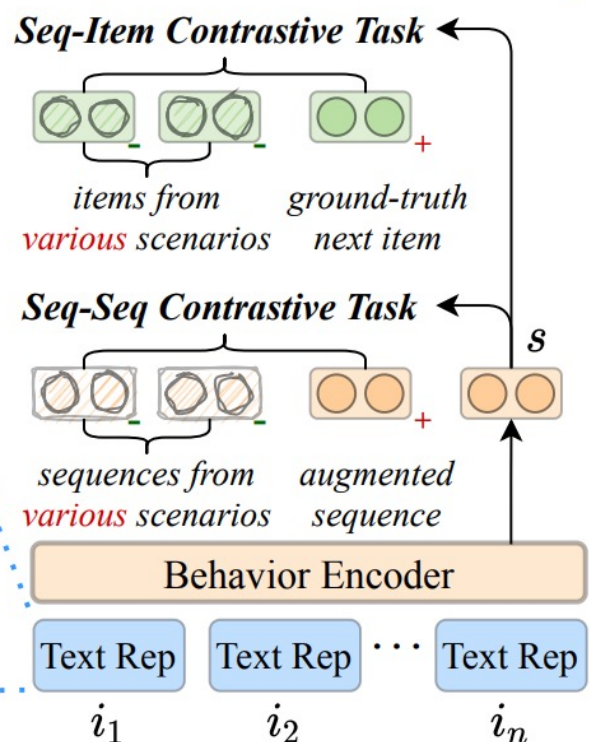 Seq-Item Contrastive Task
- - +
items from ground-truth
various scenarios next item
Seq-Seq Contrastive Task
s
- - +
sequences from augmented
various scenarios sequence
Behavior Encoder
Text Rep Text Rep ··· Text Rep
i₁ i₂ iₙ